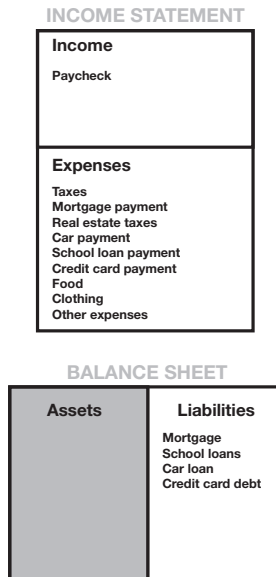 INCOME STATEMENT
Income
Paycheck
Expenses
Taxes
Mortgage payment
Real estate taxes
Car payment
School loan payment
Credit card payment
Food
Clothing
Other expenses
BALANCE SHEET
Assets
Liabilities
Mortgage
School loans
Car loan
Credit card debt